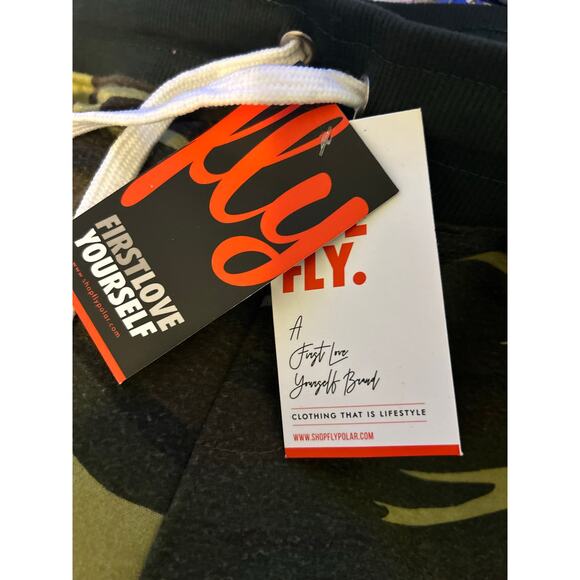 fly
FIRSTLOVE
YOURSELF
www.shopflypolar.com
FLY.
A
First Love
Yourself Brand
CLOTHING THAT IS LIFESTYLE
WWW.SHOPFLYPOLAR.COM